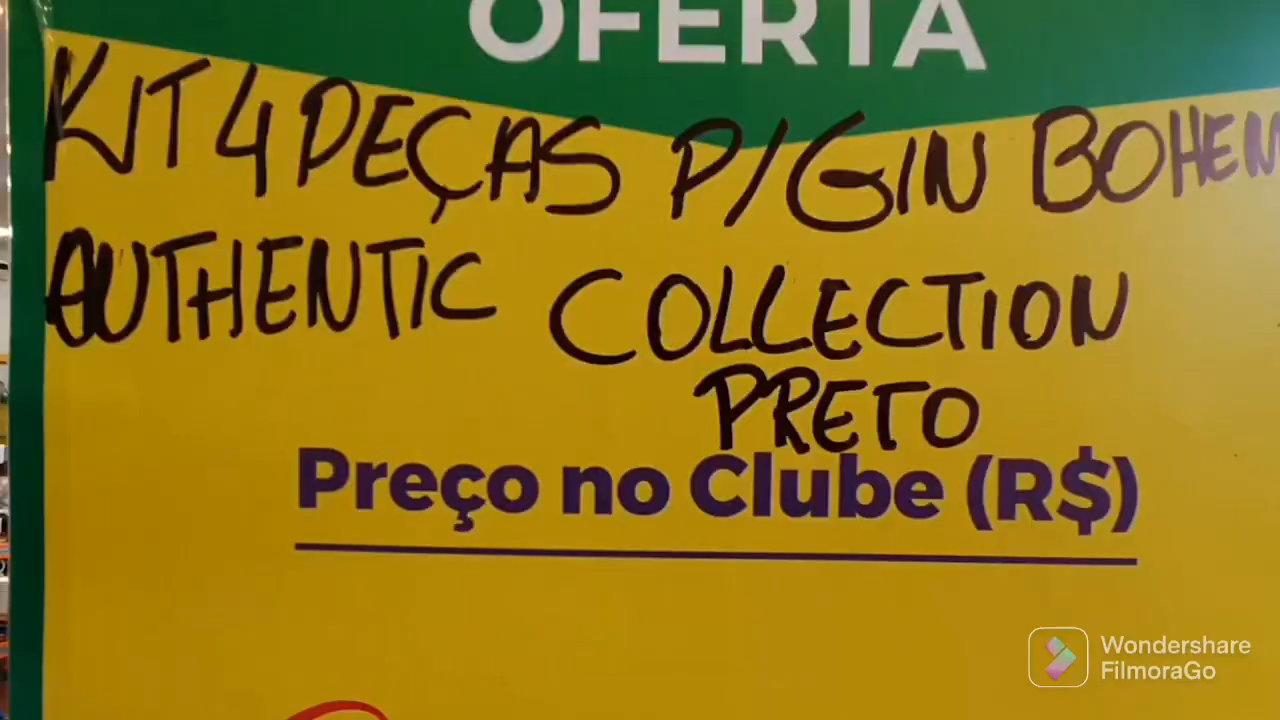 OFERTA
KIT 4 PEÇAS P/GIN BOHEM
AUTHENTIC COLLECTION
PRETO
Preço no Clube (R$)
Wondershare
FilmoraGo